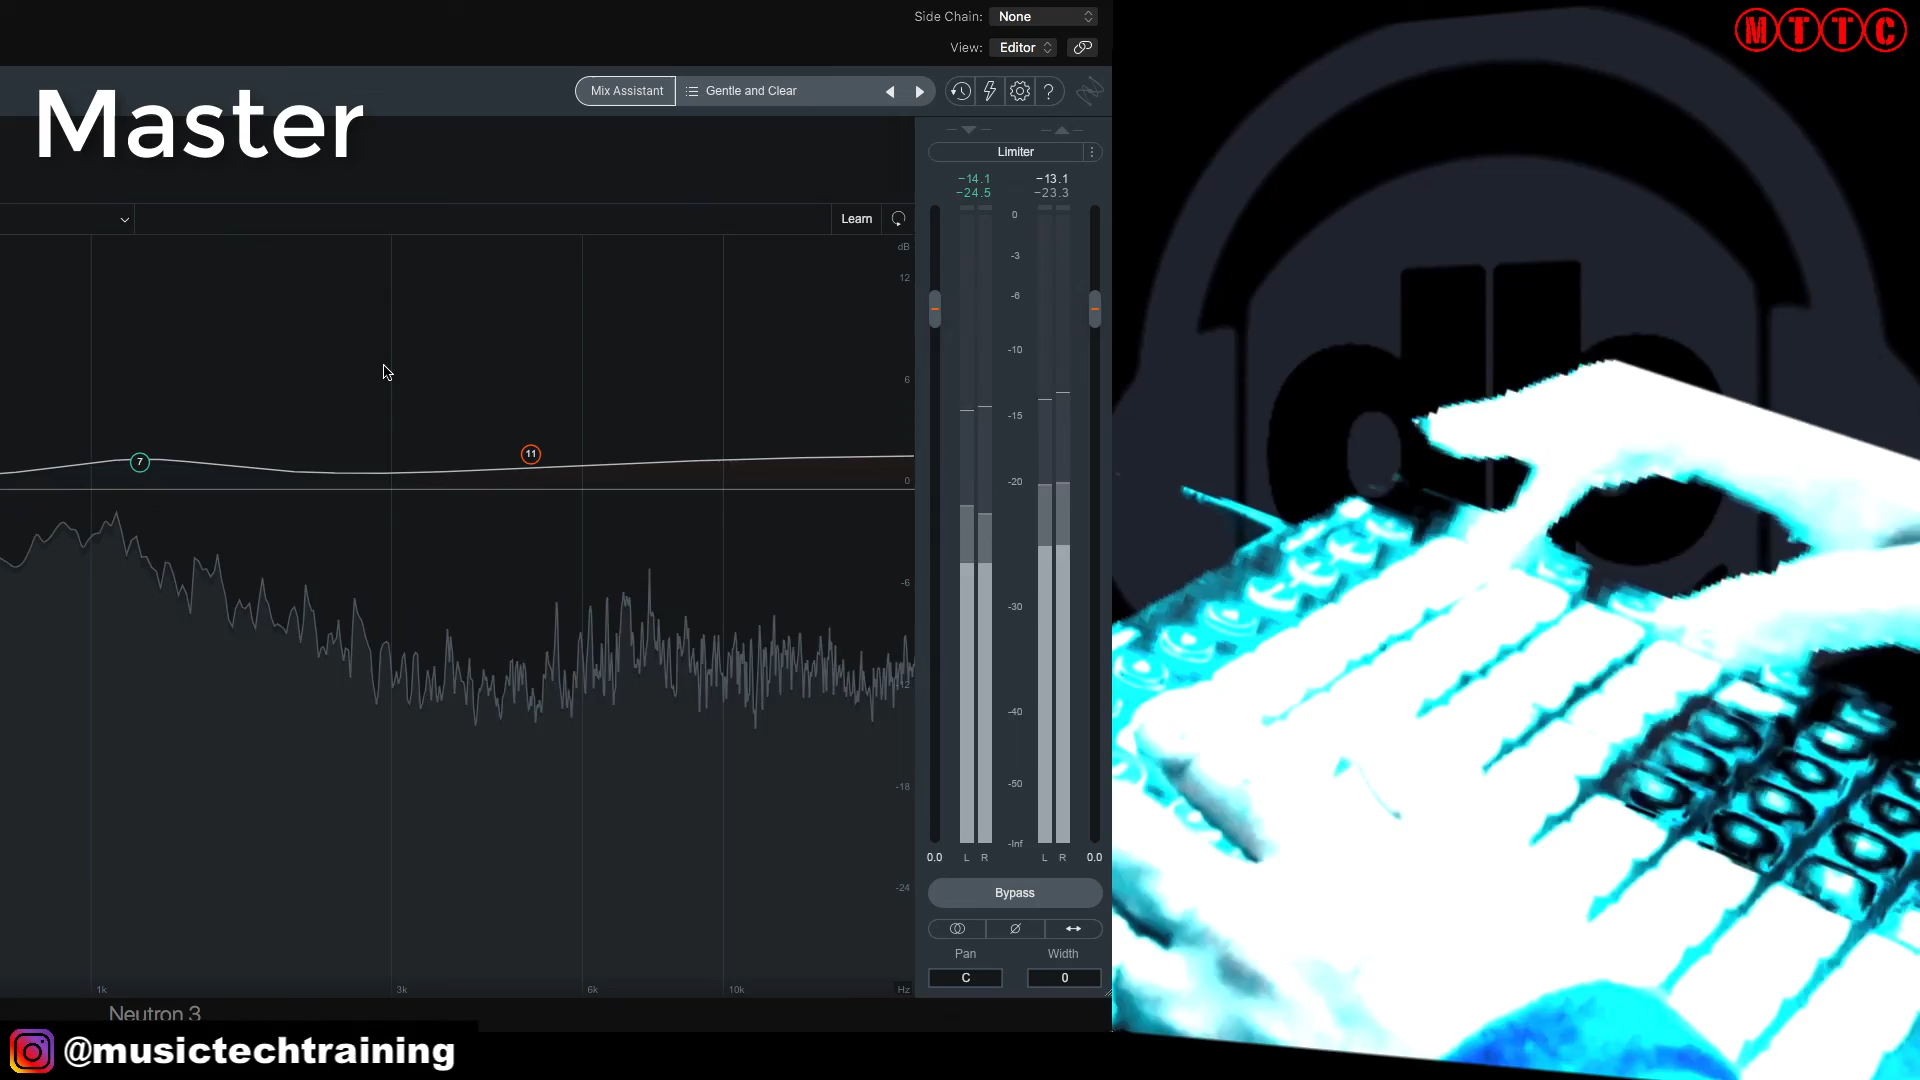 Side Chain: None
View: Editor
MTTC
Mix Assistant Gentle and Clear ?
Master
Limiter
-14.1 -13.1
-24.5 -23.3
Learn
dB
12
6
0
-6
-12
-18
-24
7
11
0
-3
-6
-10
-15
-20
-30
-40
-50
-Inf
0.0 L R L R 0.0
Bypass
Pan Width
C 0
1k 3k 6k 10k Hz
Neutron 3
@musictechtraining
db